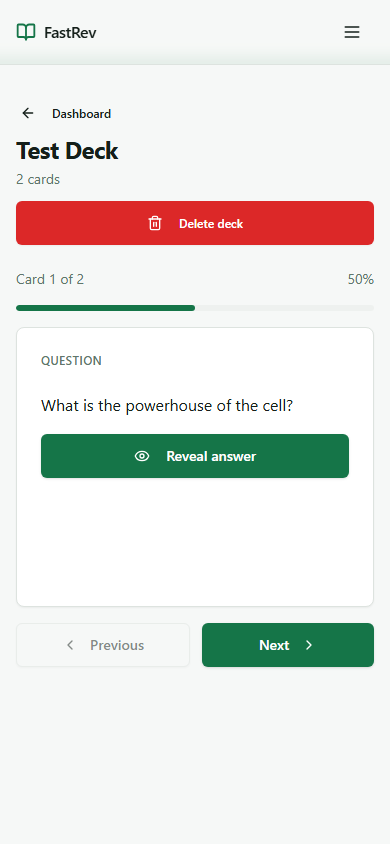 FastRev
Dashboard
Test Deck
2 cards
Delete deck
Card 1 of 2
50%
QUESTION
What is the powerhouse of the cell?
Reveal answer
Previous
Next